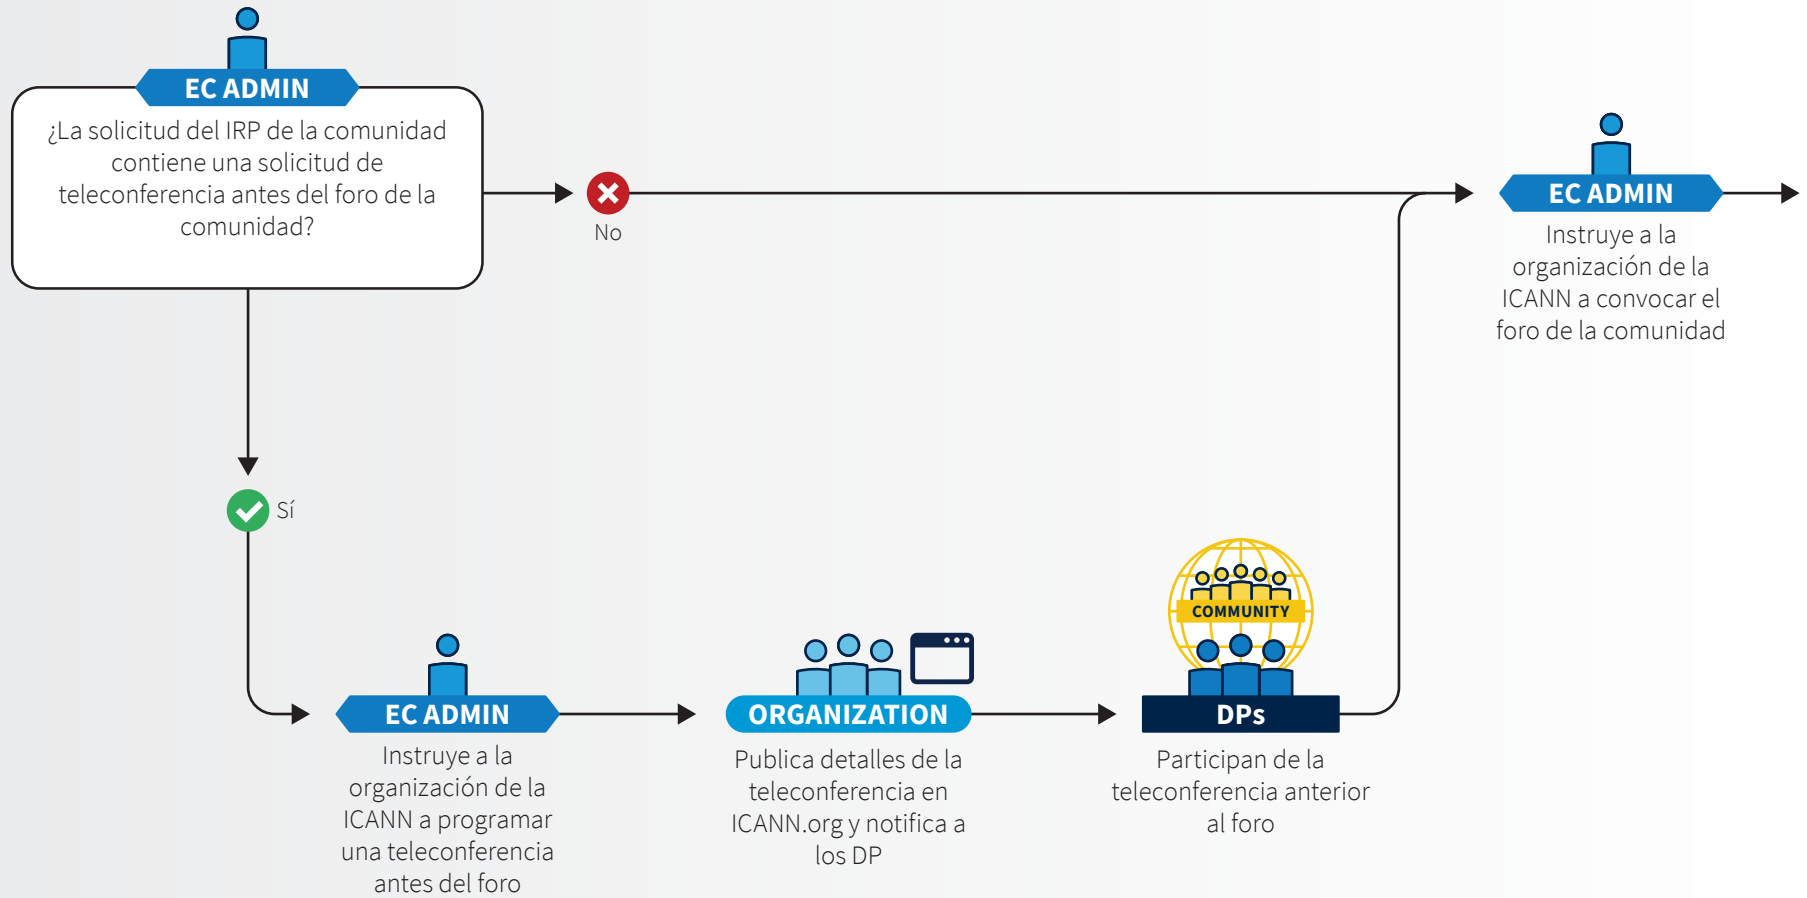 EC ADMIN
¿La solicitud del IRP de la comunidad
contiene una solicitud de
teleconferencia antes del foro de la
comunidad?
No
EC ADMIN
Instruye a la
organización de la
ICANN a convocar el
foro de la comunidad
Sí
EC ADMIN
Instruye a la
organización de la
ICANN a programar
una teleconferencia
antes del foro
ORGANIZATION
Publica detalles de la
teleconferencia en
ICANN.org y notifica a
los DP
COMMUNITY
DPs
Participan de la
teleconferencia anterior
al foro